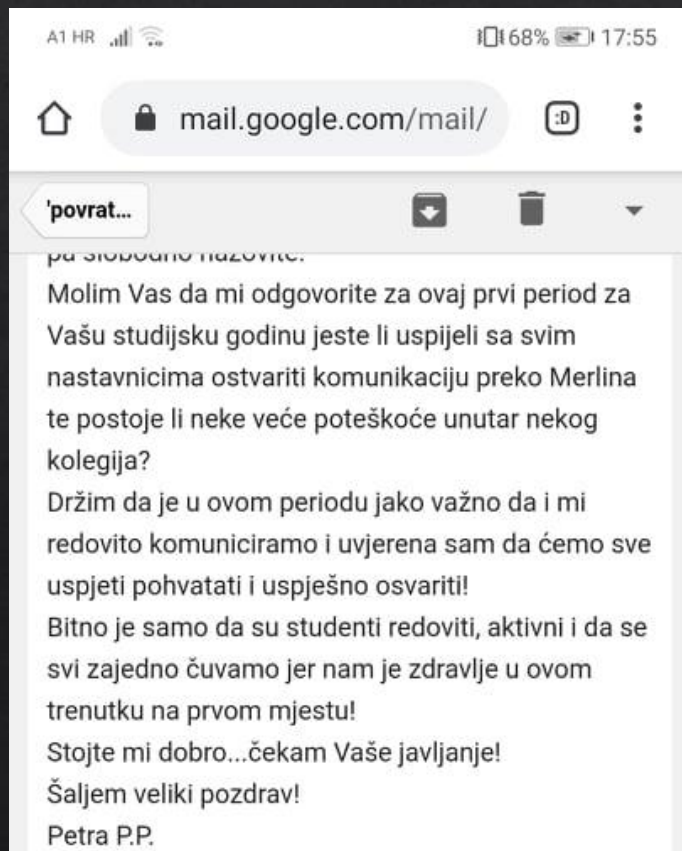 A1 HR
68%
17:55
mail.google.com/mail/
:D
'povrat...
pa slobodno nazovite.
Molim Vas da mi odgovorite za ovaj prvi period za
Vašu studijsku godinu jeste li uspijeli sa svim
nastavnicima ostvariti komunikaciju preko Merlina
te postoje li neke veće poteškoće unutar nekog
kolegija?
Držim da je u ovom periodu jako važno da i mi
redovito komuniciramo i uvjerena sam da ćemo sve
uspjeti pohvatati i uspješno osvariti!
Bitno je samo da su studenti redoviti, aktivni i da se
svi zajedno čuvamo jer nam je zdravlje u ovom
trenutku na prvom mjestu!
Stojte mi dobro...čekam Vaše javljanje!
Šaljem veliki pozdrav!
Petra P.P.